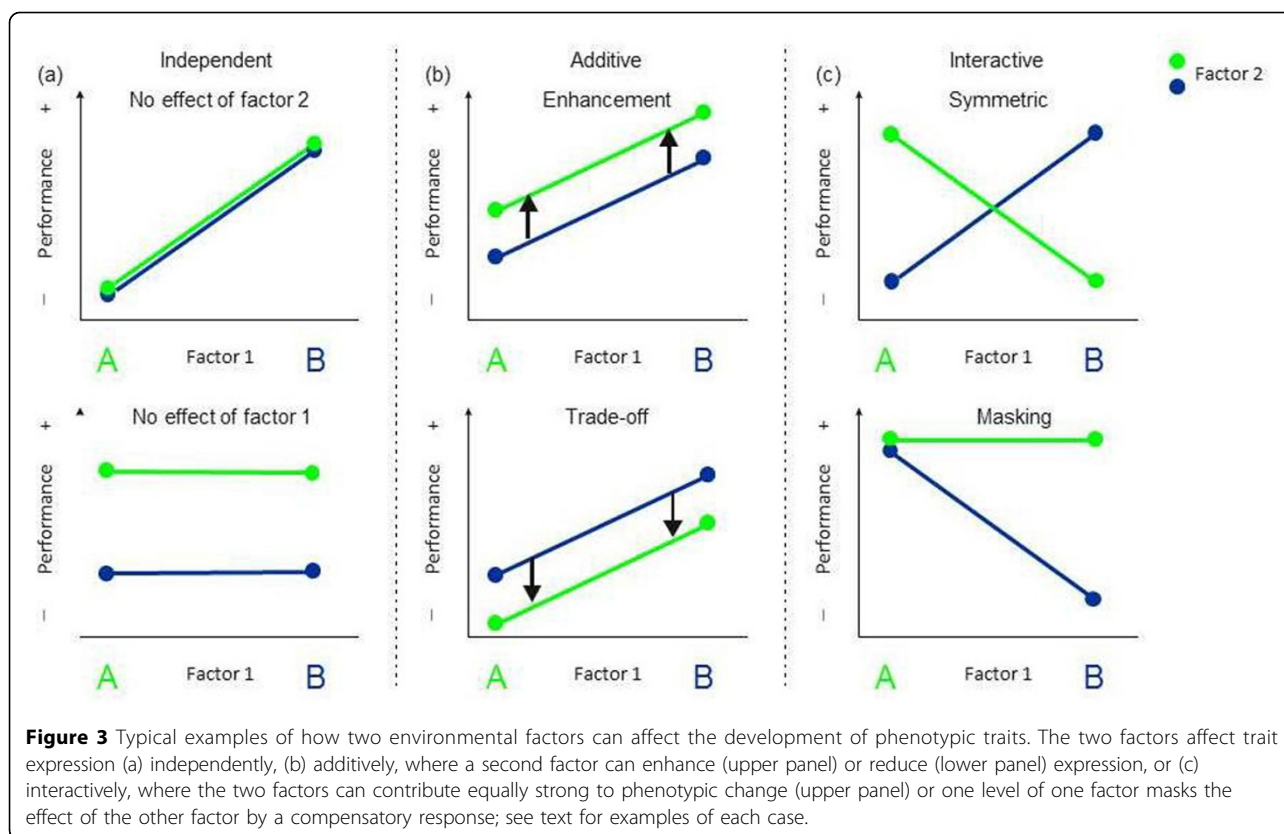 (a) Independent
No effect of factor 2
+
Performance
–
A Factor 1 B
No effect of factor 1
+
Performance
–
A Factor 1 B
(b) Additive
Enhancement
+
Performance
–
A Factor 1 B
Trade-off
+
Performance
–
A Factor 1 B
(c) Interactive
Symmetric
+
Performance
–
A Factor 1 B
Masking
+
Performance
–
A Factor 1 B
Factor 2
Figure 3 Typical examples of how two environmental factors can affect the development of phenotypic traits. The two factors affect trait
expression (a) independently, (b) additively, where a second factor can enhance (upper panel) or reduce (lower panel) expression, or (c)
interactively, where the two factors can contribute equally strong to phenotypic change (upper panel) or one level of one factor masks the
effect of the other factor by a compensatory response; see text for examples of each case.